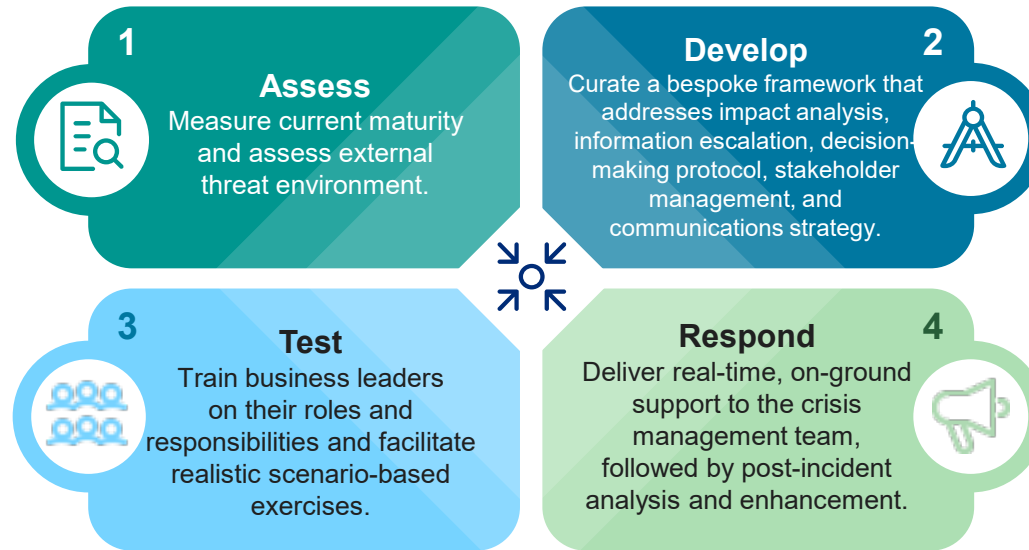 1
Assess
Measure current maturity
and assess external
threat environment.
2
Develop
Curate a bespoke framework that
addresses impact analysis,
information escalation, decision-
making protocol, stakeholder
management, and
communications strategy.
3
Test
Train business leaders
on their roles and
responsibilities and facilitate
realistic scenario-based
exercises.
4
Respond
Deliver real-time, on-ground
support to the crisis
management team,
followed by post-incident
analysis and enhancement.